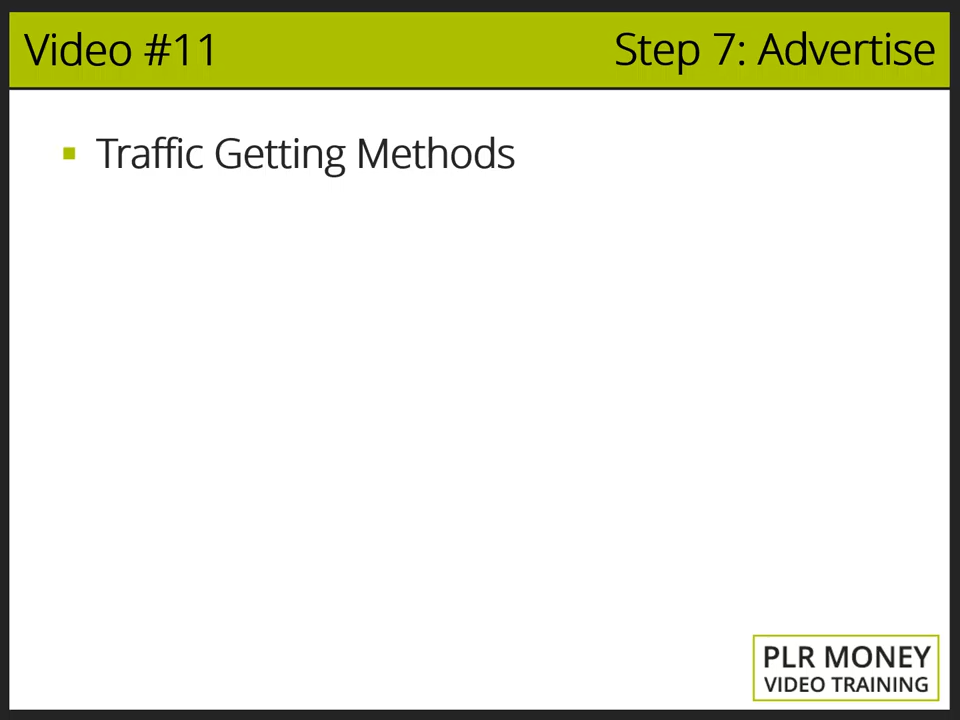 Video #11
Step 7: Advertise
Traffic Getting Methods
PLR MONEY
VIDEO TRAINING